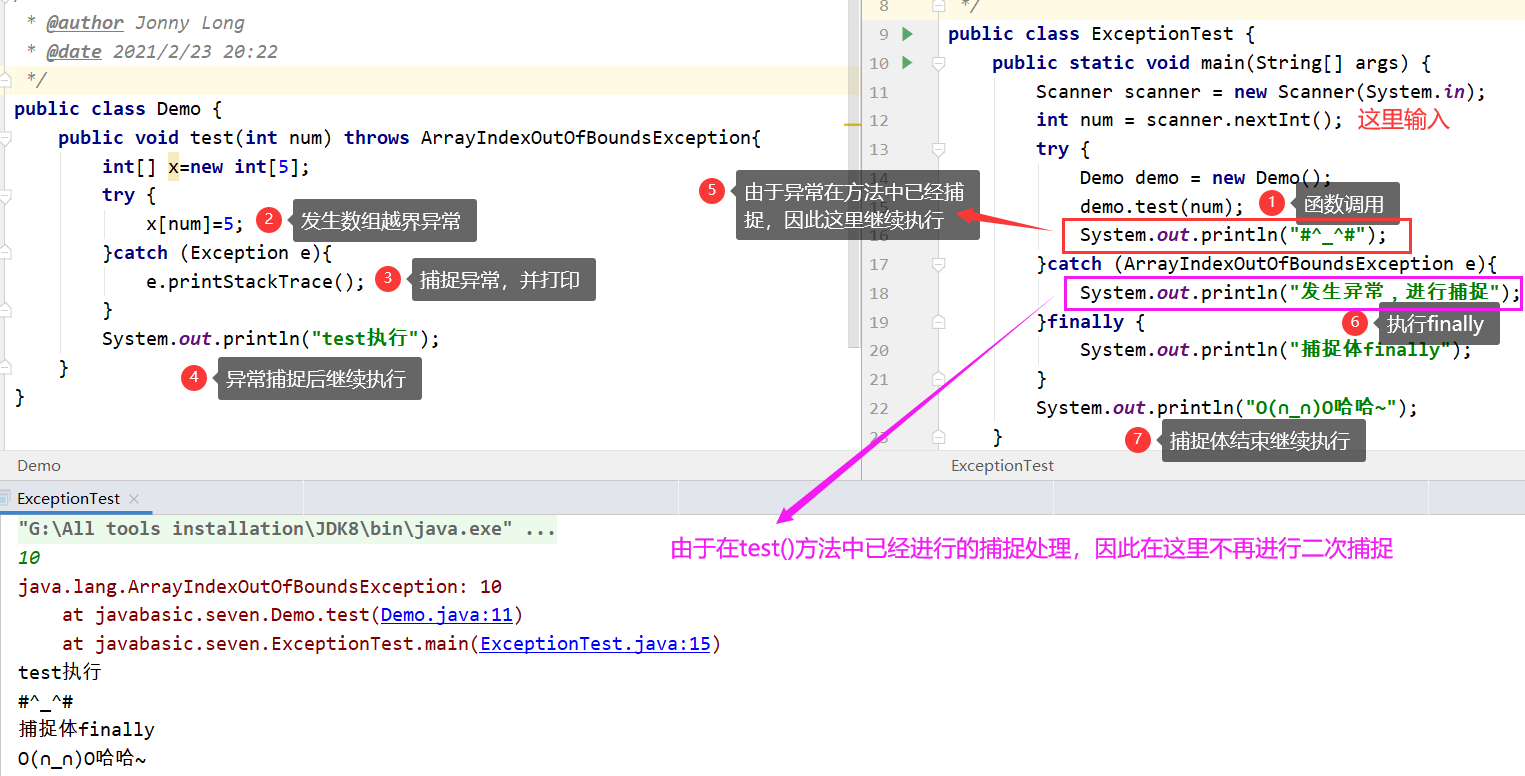 * @author Jonny Long
* @date 2021/2/23 20:22
*/
public class Demo {
public void test(int num) throws ArrayIndexOutOfBoundsException{
int[] x=new int[5];
try {
x[num]=5;
2 发生数组越界异常
}catch (Exception e){
e.printStackTrace();
3 捕捉异常，并打印
}
System.out.println("test执行");
4 异常捕捉后继续执行
}
}
Demo
8 */
9 public class ExceptionTest {
10 public static void main(String[] args) {
11 Scanner scanner = new Scanner(System.in);
12 int num = scanner.nextInt(); 这里输入
13 try {
14 Demo demo = new Demo();
demo.test(num);
1 函数调用
5 由于异常在方法中已经捕
捉，因此这里继续执行
16 System.out.println("#^_^#");
17 }catch (ArrayIndexOutOfBoundsException e){
18 System.out.println("发生异常，进行捕捉");
19 }finally {
6 执行finally
20 System.out.println("捕捉体finally");
21 }
22 System.out.println("O(∩_∩)O哈哈~");
23 }
7 捕捉体结束继续执行
ExceptionTest
ExceptionTest ×
"G:\All tools installation\JDK8\bin\java.exe" ...
10
由于在test()方法中已经进行的捕捉处理，因此在这里不再进行二次捕捉
java.lang.ArrayIndexOutOfBoundsException: 10
at javabasic.seven.Demo.test(Demo.java:11)
at javabasic.seven.ExceptionTest.main(ExceptionTest.java:15)
test执行
#^_^#
捕捉体finally
O(∩_∩)O哈哈~